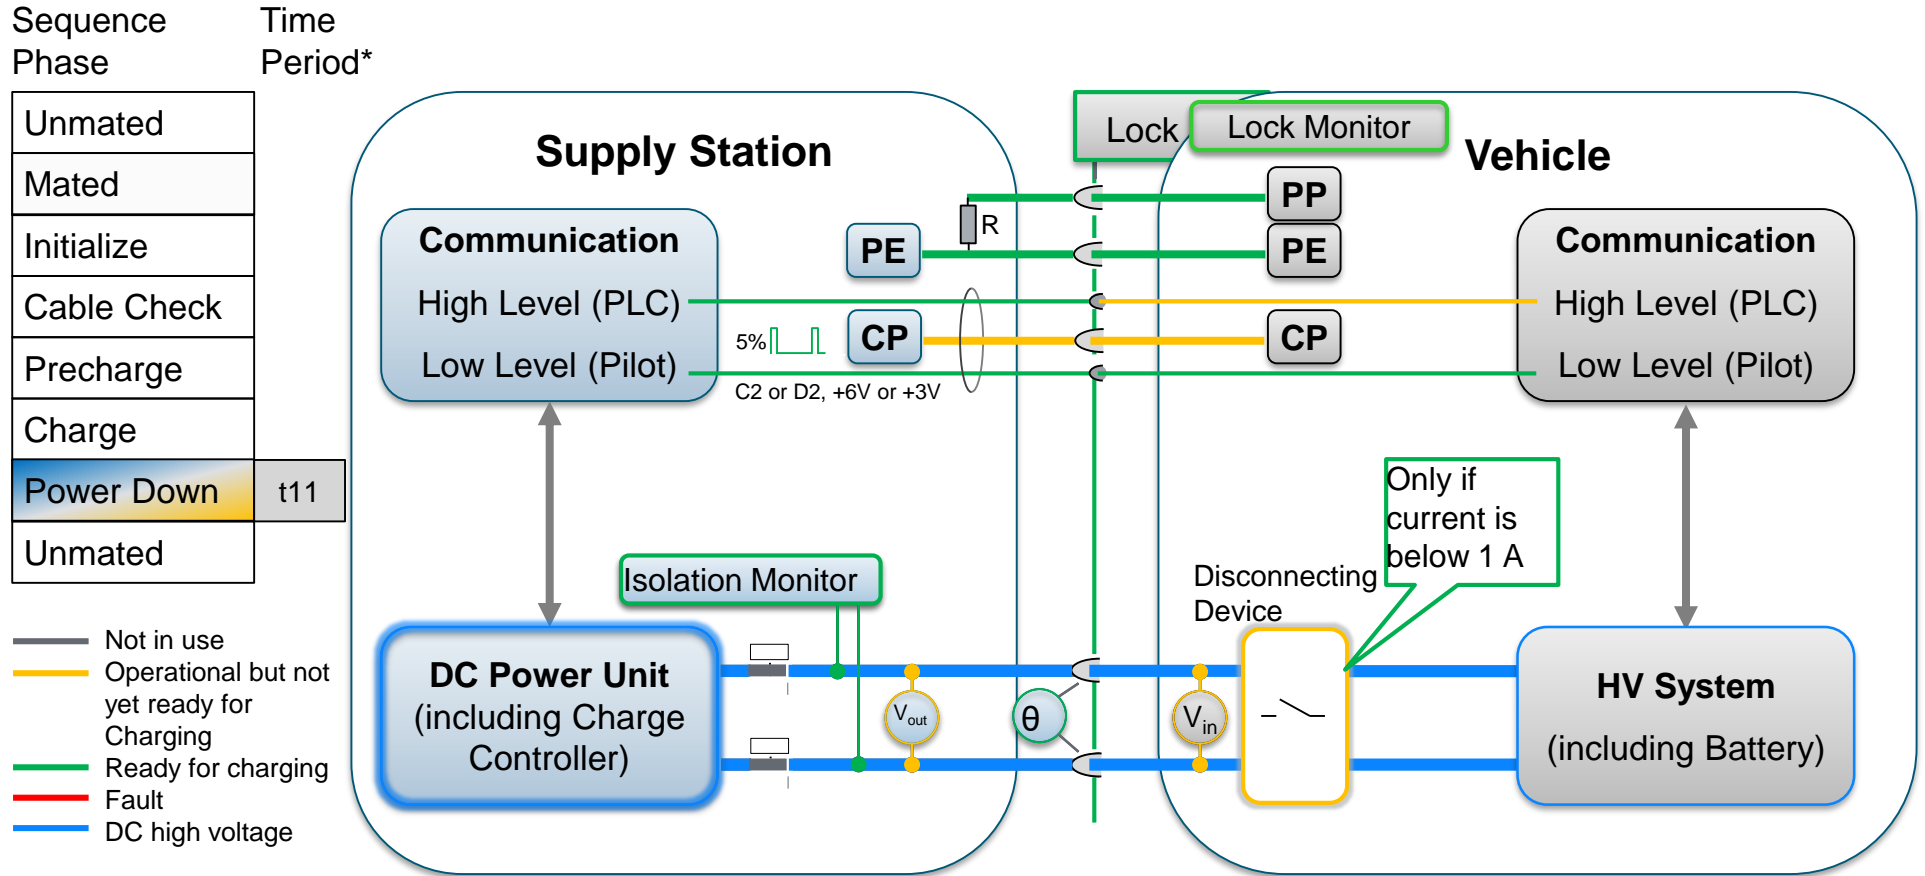 Sequence Phase
Time Period*
Unmated
Mated
Initialize
Cable Check
Precharge
Charge
Power Down
t11
Unmated
Not in use
Operational but not
yet ready for
Charging
Ready for charging
Fault
DC high voltage
Supply Station
Communication
High Level (PLC)
Low Level (Pilot)
PE
R
5%
CP
C2 or D2, +6V or +3V
Isolation Monitor
DC Power Unit
(including Charge
Controller)
Vout
θ
Lock
Lock Monitor
Vehicle
PP
PE
CP
Communication
High Level (PLC)
Low Level (Pilot)
Only if
current is
below 1 A
Disconnecting
Device
Vin
HV System
(including Battery)